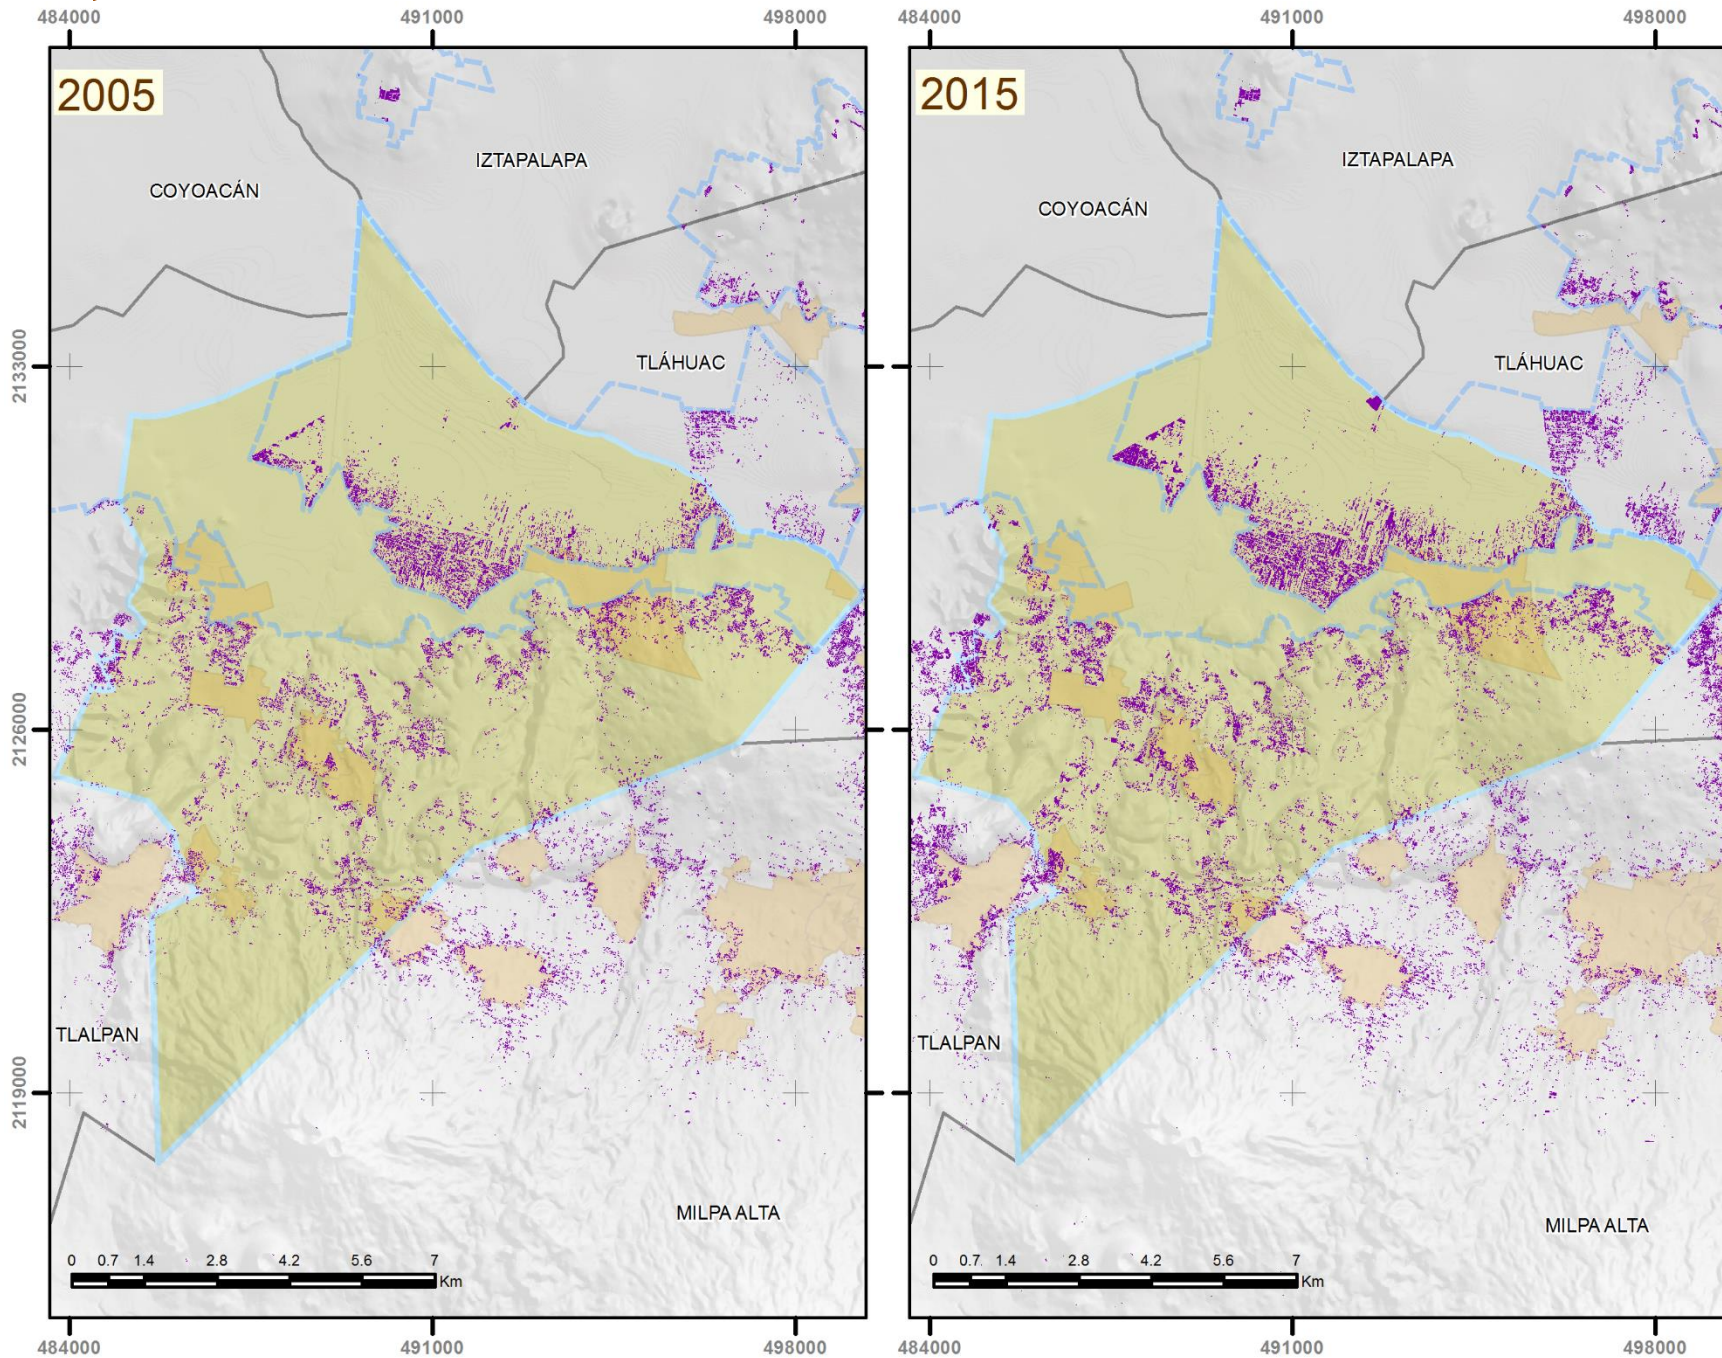 484000 491000 498000 484000 491000 498000
2005 2015
IZTAPALAPA IZTAPALAPA
COYOACÁN COYOACÁN
2133000
TLÁHUAC TLÁHUAC
2126000
TLALPAN TLALPAN
2119000
MILPA ALTA MILPA ALTA
0 0.7 1.4 2.8 4.2 5.6 7 0 0.7 1.4 2.8 4.2 5.6 7
Km Km
484000 491000 498000 484000 491000 498000